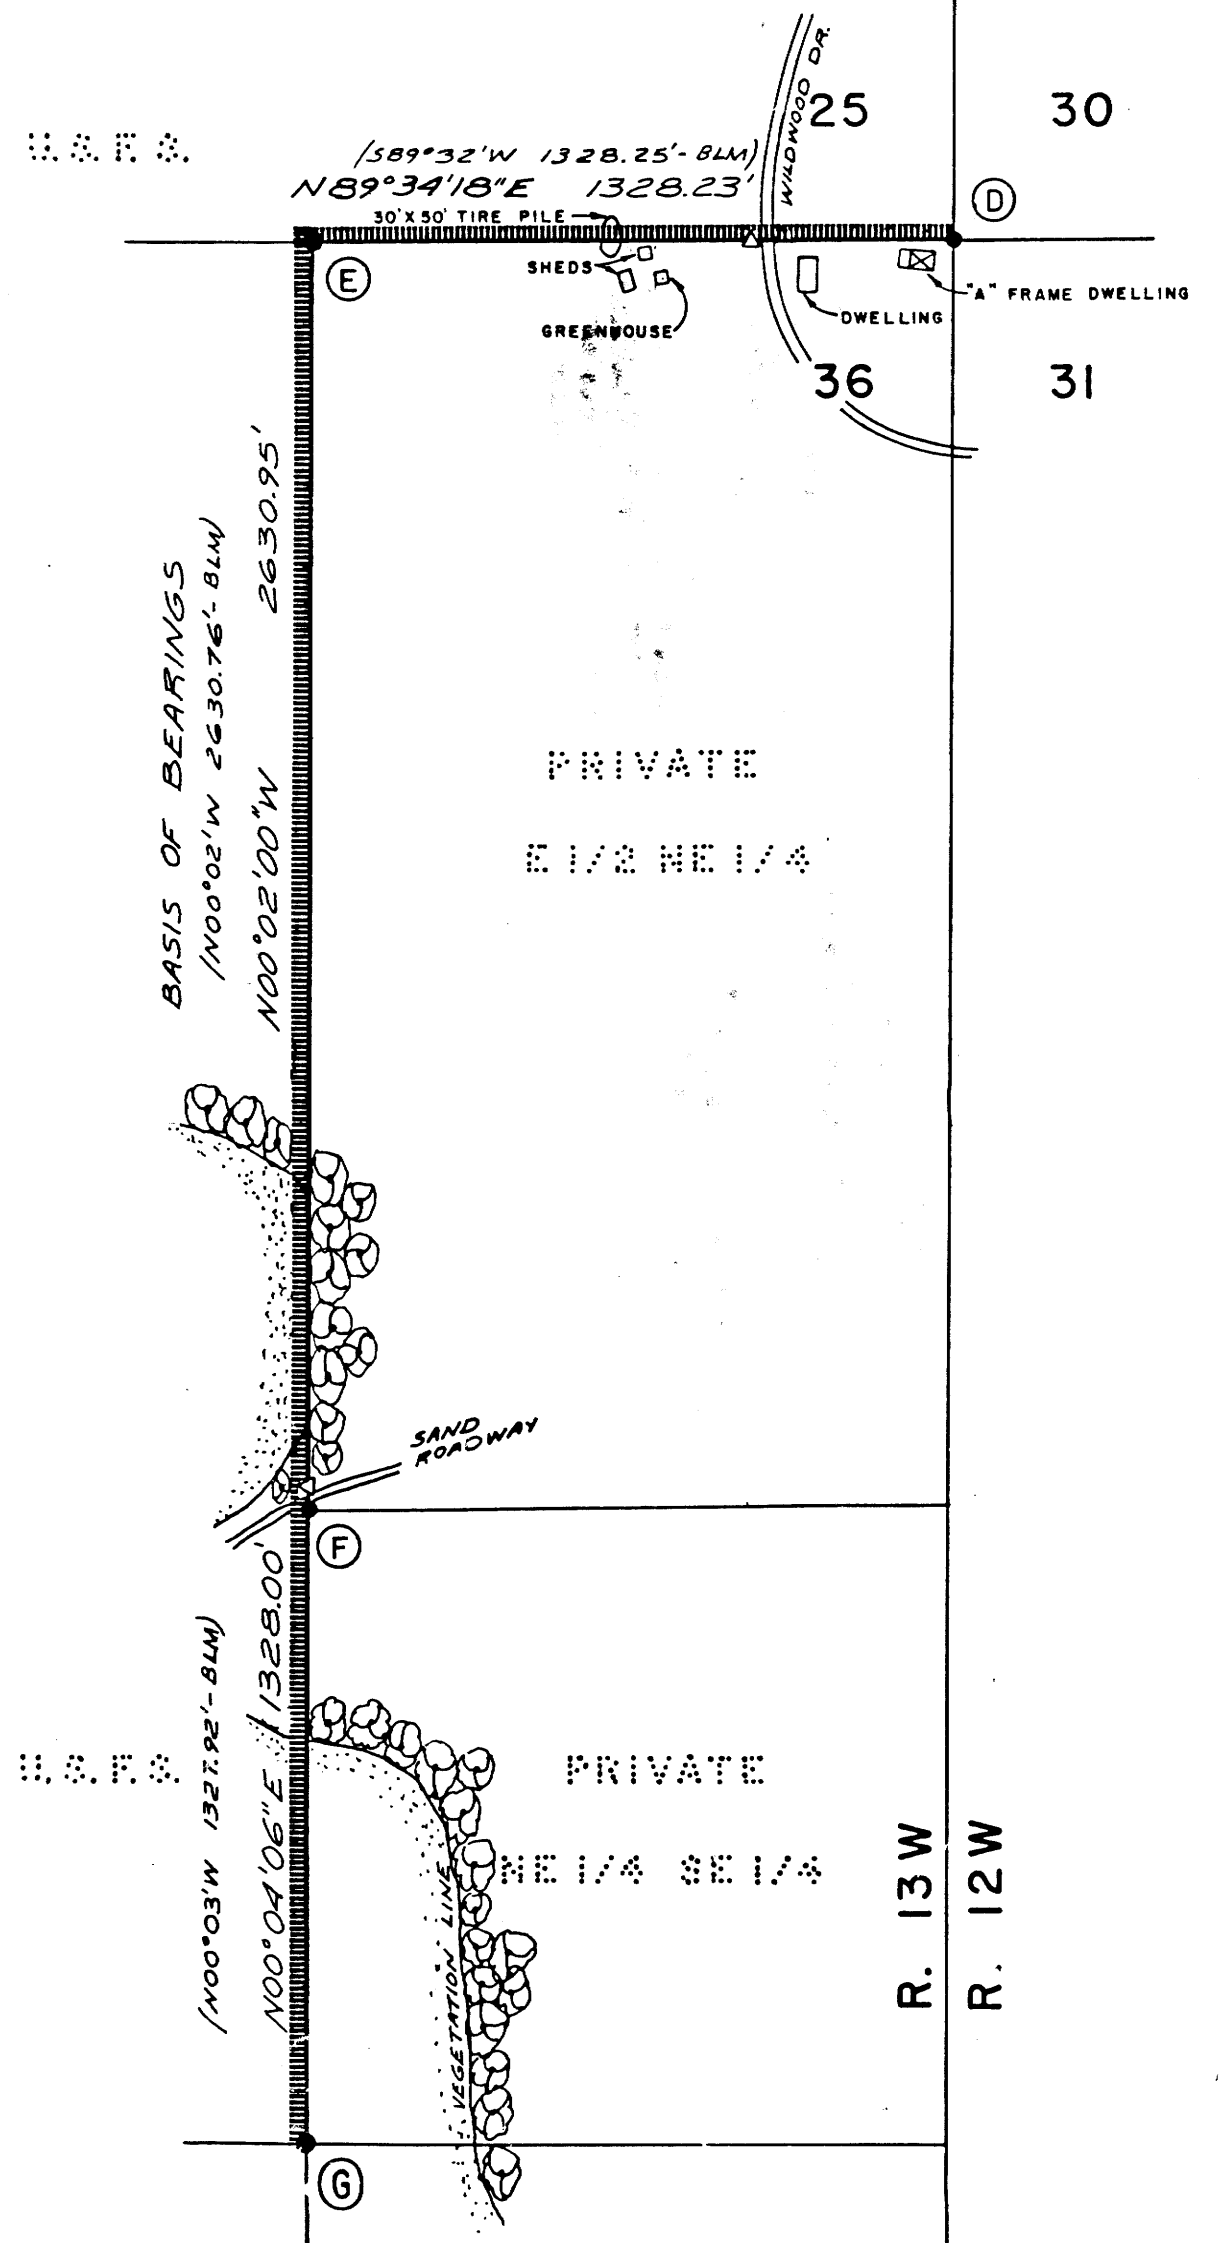 WILDWOOD DR.
25
30
U.S.F.S.
(S89°32'W 1328.25'-BLM)
N89°34'18"E 1328.23'
D
30'X50' TIRE PILE
E
SHEDS
"A" FRAME DWELLING
GREENHOUSE
DWELLING
36
31
BASIS OF BEARINGS
(N00°02'W 2630.76'-BLM)
N00°02'00"W 2630.95'
PRIVATE
E 1/2 NE 1/4
SAND
ROADWAY
F
(N00°03'W 1327.92'-BLM)
N00°04'06"E 1328.00'
U.S.F.S.
PRIVATE
NE 1/4 SE 1/4
VEGETATION LINE
R. 13 W
R. 12 W
G